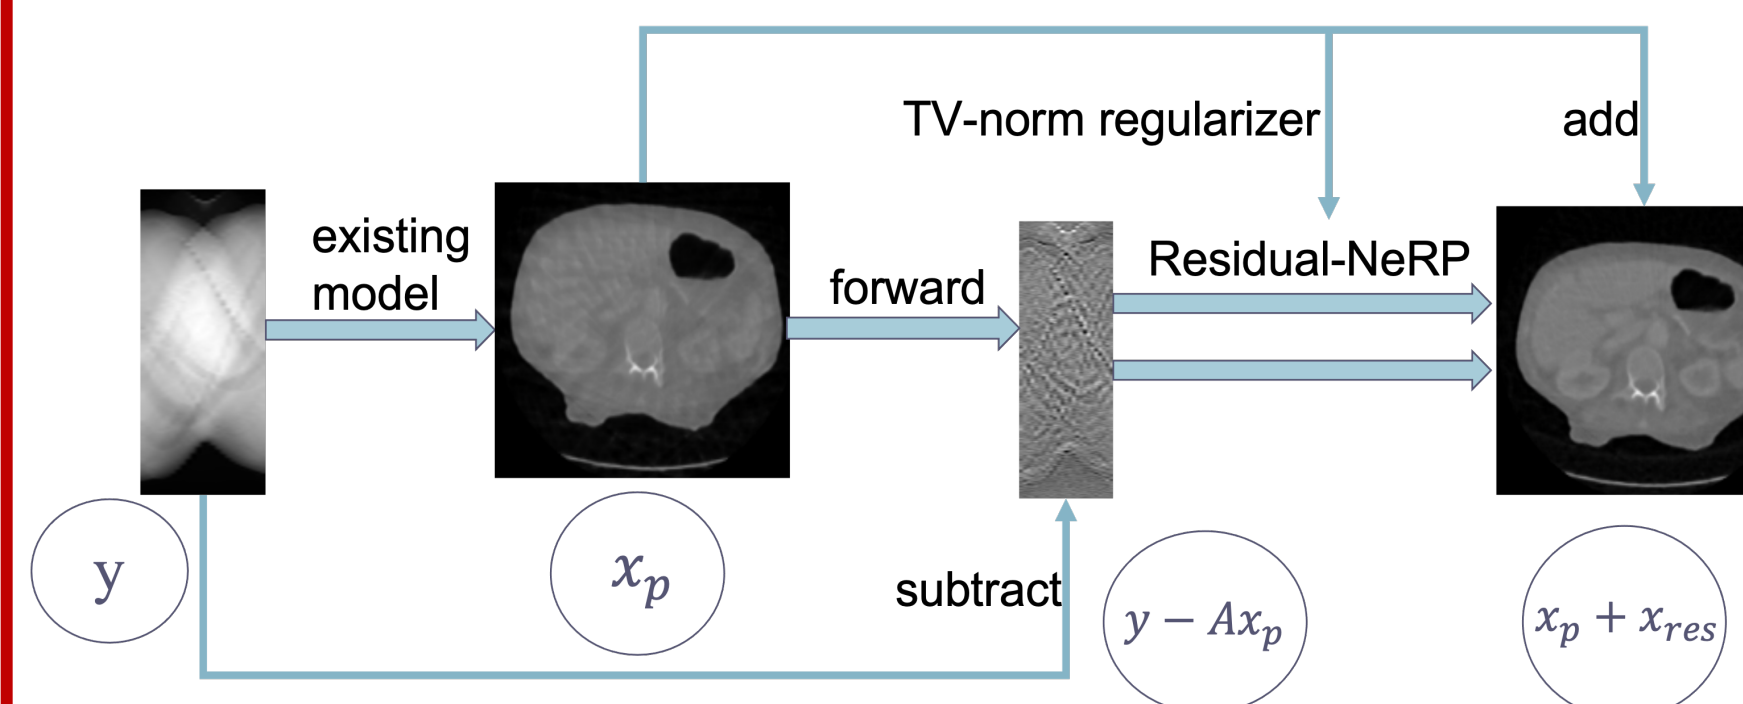 TV-norm regularizer
add
existing
model
forward
Residual-NeRP
subtract
y
x_p
y − Ax_p
x_p + x_res